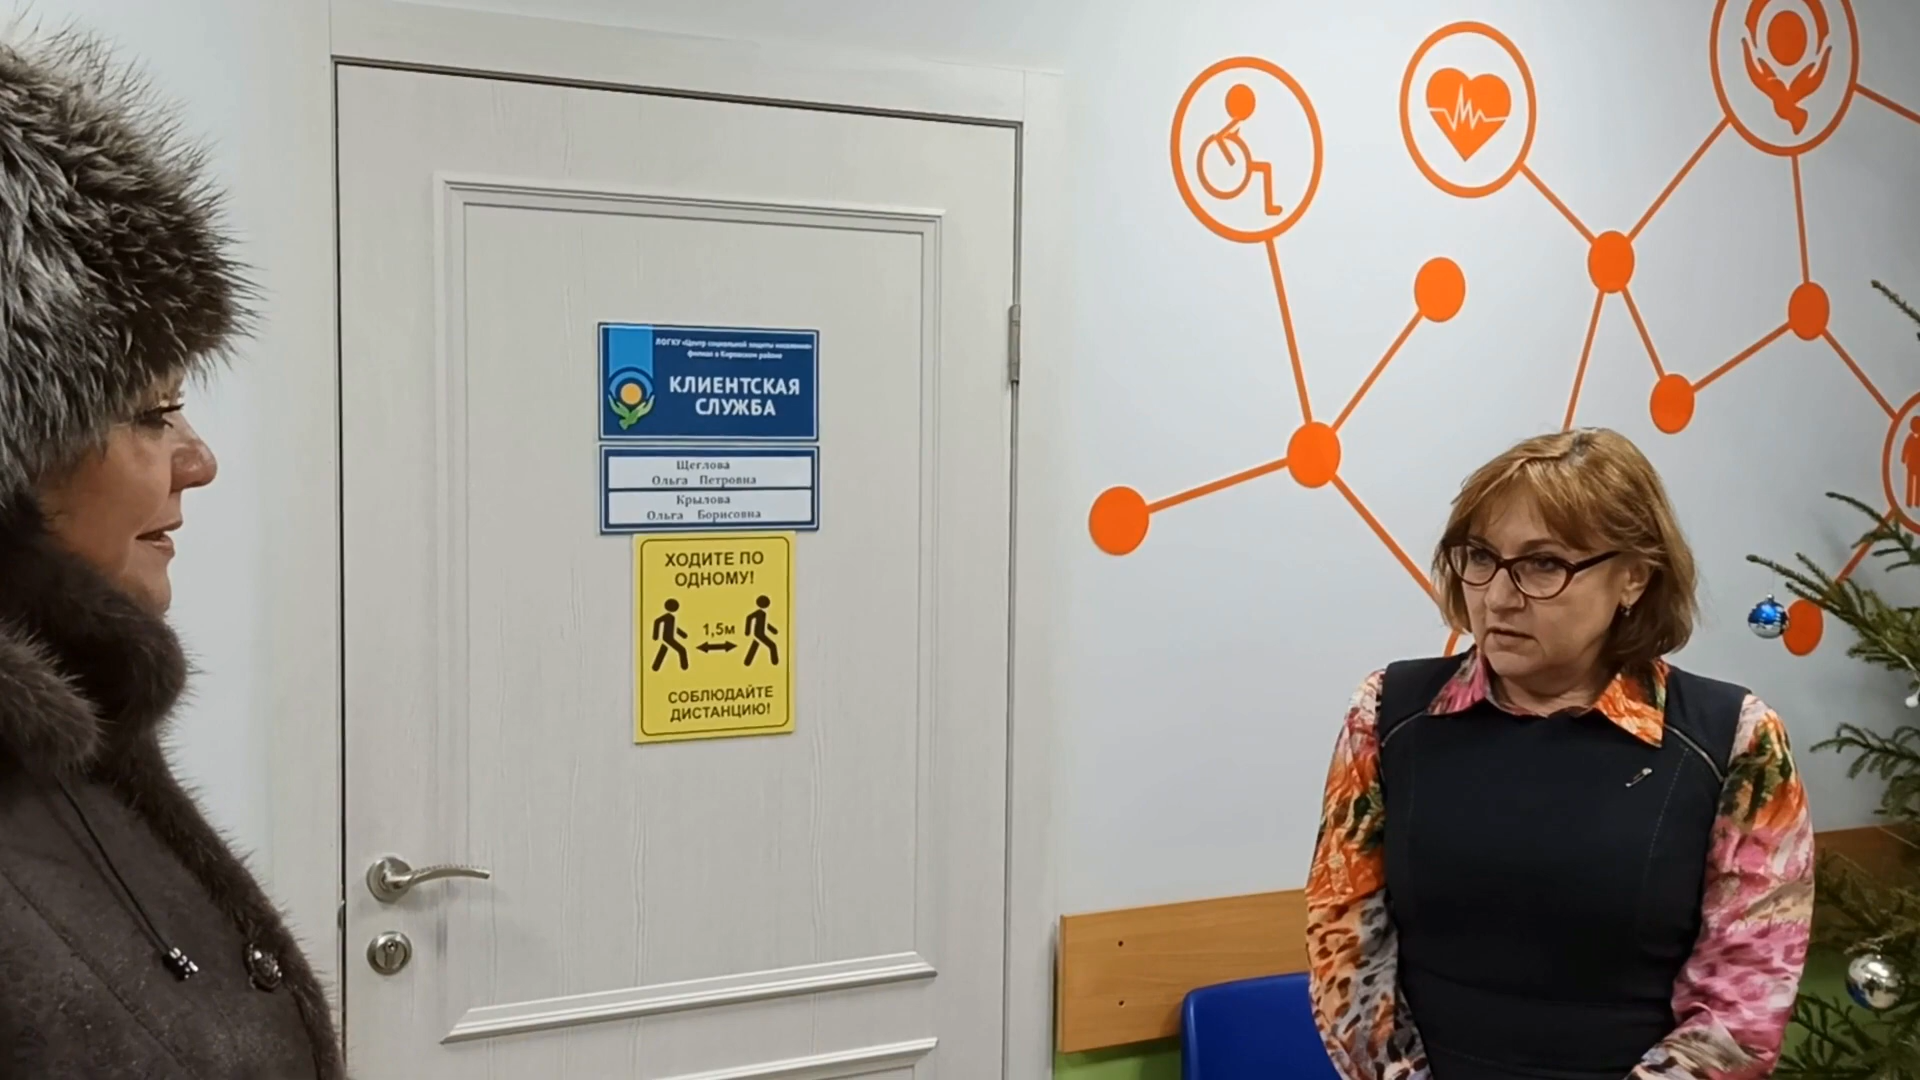 ЛОГКУ «Центр социальной защиты населения»
филиал в Кировском районе
КЛИЕНТСКАЯ
СЛУЖБА
Щеглова
Ольга Петровна
Крылова
Ольга Борисовна
ХОДИТЕ ПО
ОДНОМУ!
1,5м
СОБЛЮДАЙТЕ
ДИСТАНЦИЮ!